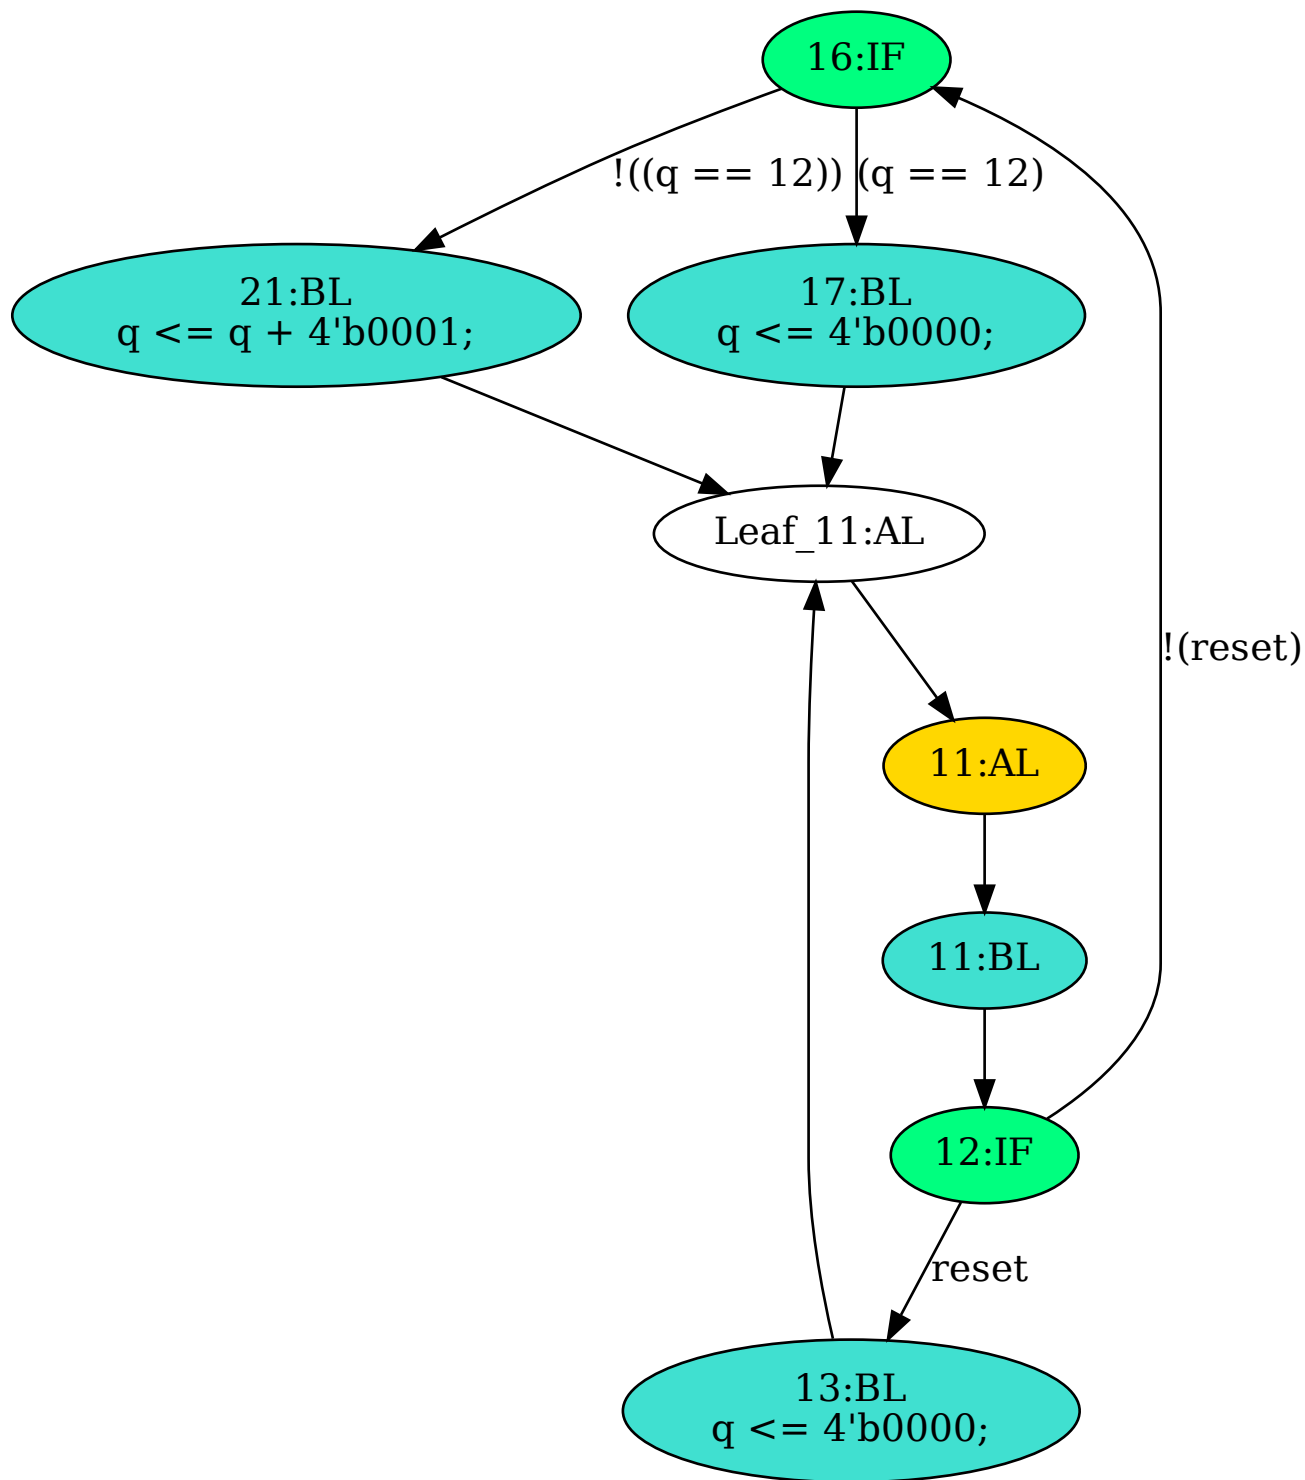 16:IF
!((q == 12))
(q == 12)
21:BL
q <= q + 4'b0001;
17:BL
q <= 4'b0000;
Leaf_11:AL
!(reset)
11:AL
11:BL
12:IF
reset
13:BL
q <= 4'b0000;